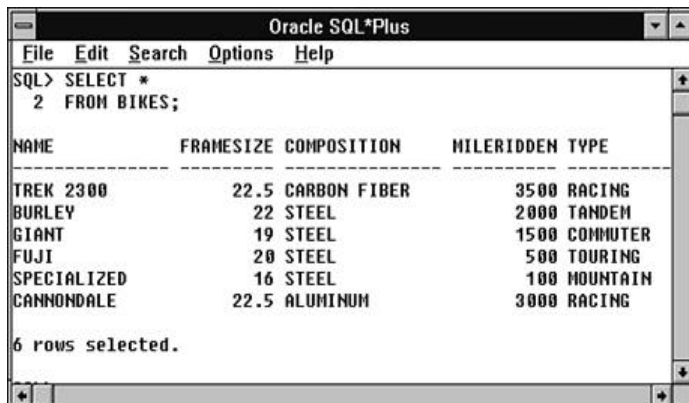 Oracle SQL*Plus
File Edit Search Options Help
SQL> SELECT *
2 FROM BIKES;
NAME FRAMESIZE COMPOSITION MILERIDDEN TYPE
--------------- --------- --------------- ---------- ----------
TREK 2300 22.5 CARBON FIBER 3500 RACING
BURLEY 22 STEEL 2000 TANDEM
GIANT 19 STEEL 1500 COMMUTER
FUJI 20 STEEL 500 TOURING
SPECIALIZED 16 STEEL 100 MOUNTAIN
CANNONDALE 22.5 ALUMINUM 3000 RACING
6 rows selected.